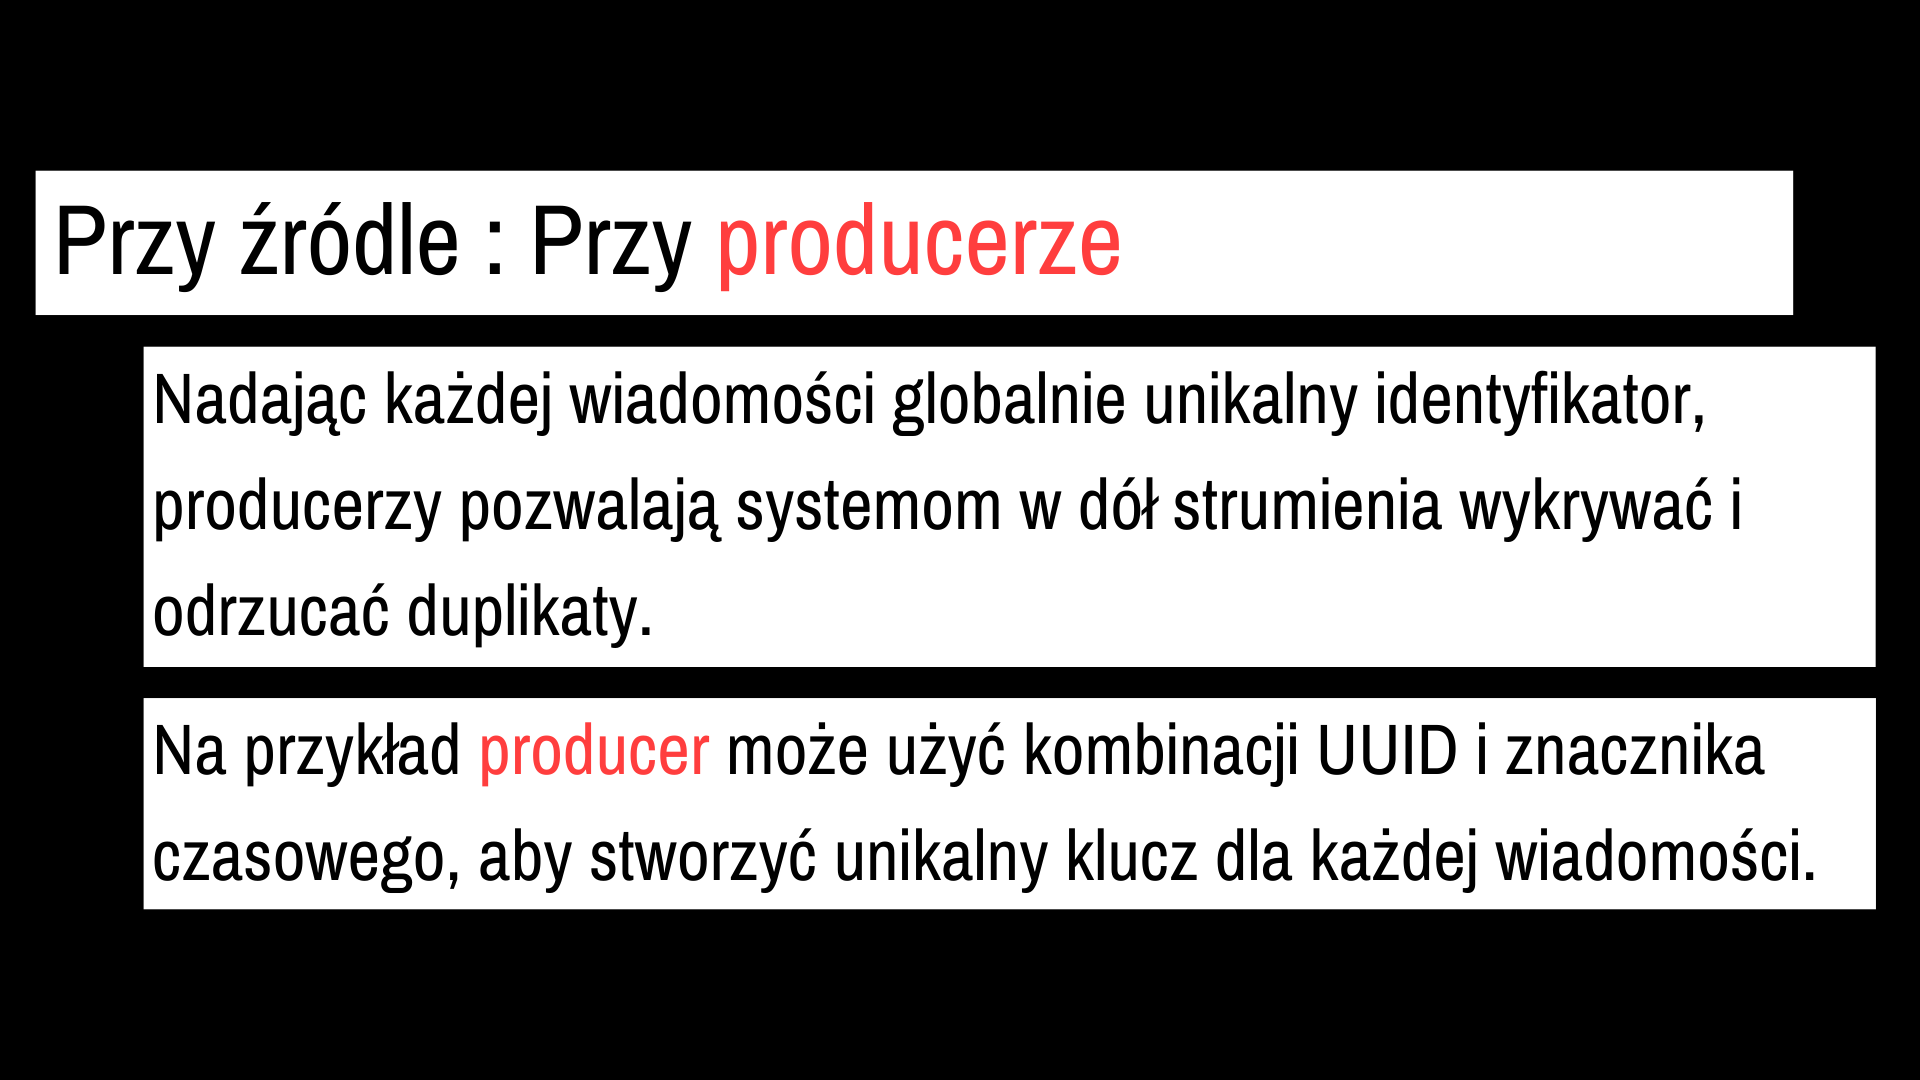 Przy źródle : Przy producerze
Nadając każdej wiadomości globalnie unikalny identyfikator,
producerzy pozwalają systemom w dół strumienia wykrywać i
odrzucać duplikaty.
Na przykład producer może użyć kombinacji UUID i znacznika
czasowego, aby stworzyć unikalny klucz dla każdej wiadomości.